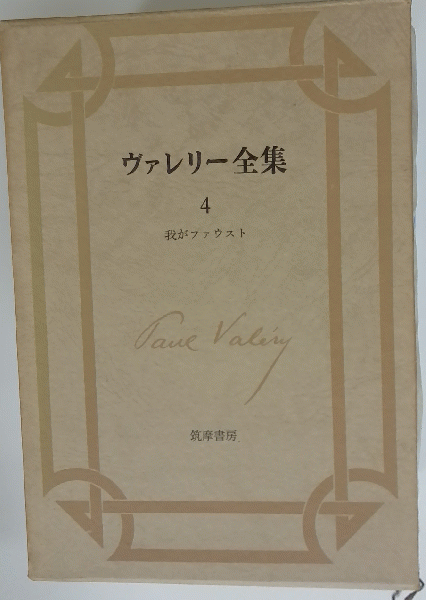 ヴァレリー全集
4
我がファウスト
Paul Valéry
筑摩書房